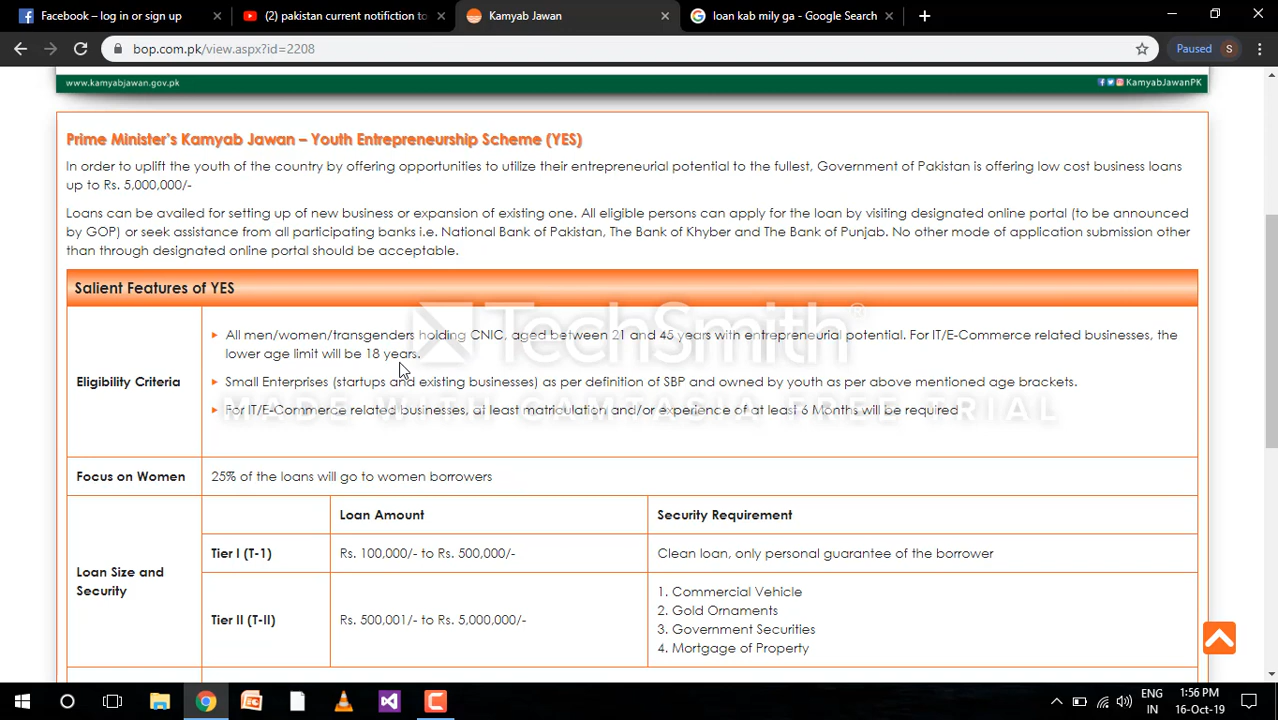 Facebook – log in or sign up
(2) pakistan current notifiction to
Kamyab Jawan
loan kab mily ga - Google Search
bop.com.pk/view.aspx?id=2208
Paused
S
www.kamyabjawan.gov.pk
KamyabJawanPK
Prime Minister's Kamyab Jawan – Youth Entrepreneurship Scheme (YES)
In order to uplift the youth of the country by offering opportunities to utilize their entrepreneurial potential to the fullest, Government of Pakistan is offering low cost business loans
up to Rs. 5,000,000/-
Loans can be availed for setting up of new business or expansion of existing one. All eligible persons can apply for the loan by visiting designated online portal (to be announced
by GOP) or seek assistance from all participating banks i.e. National Bank of Pakistan, The Bank of Khyber and The Bank of Punjab. No other mode of application submission other
than through designated online portal should be acceptable.
Salient Features of YES
Eligibility Criteria
All men/women/transgenders holding CNIC, aged between 21 and 45 years with entrepreneurial potential. For IT/E-Commerce related businesses, the
lower age limit will be 18 years.
Small Enterprises (startups and existing businesses) as per definition of SBP and owned by youth as per above mentioned age brackets.
For IT/E-Commerce related businesses, at least matriculation and/or experience of at least 6 Months will be required
TechSmith®
MADE WITH CAMTASIA FREE TRIAL
Focus on Women
25% of the loans will go to women borrowers
Loan Size and
Security
Loan Amount
Security Requirement
Tier I (T-1)
Rs. 100,000/- to Rs. 500,000/-
Clean loan, only personal guarantee of the borrower
Tier II (T-II)
Rs. 500,001/- to Rs. 5,000,000/-
1. Commercial Vehicle
2. Gold Ornaments
3. Government Securities
4. Mortgage of Property
ENG
IN
1:56 PM
16-Oct-19